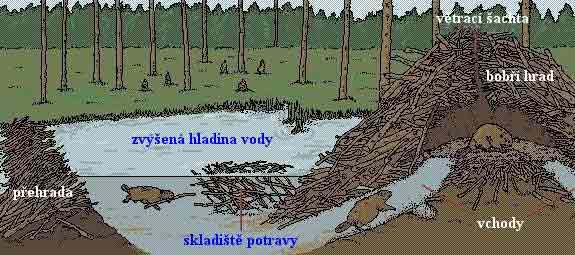 větrací šachta
bobří hrad
zvýšená hladina vody
přehrada
vchody
skladiště potravy